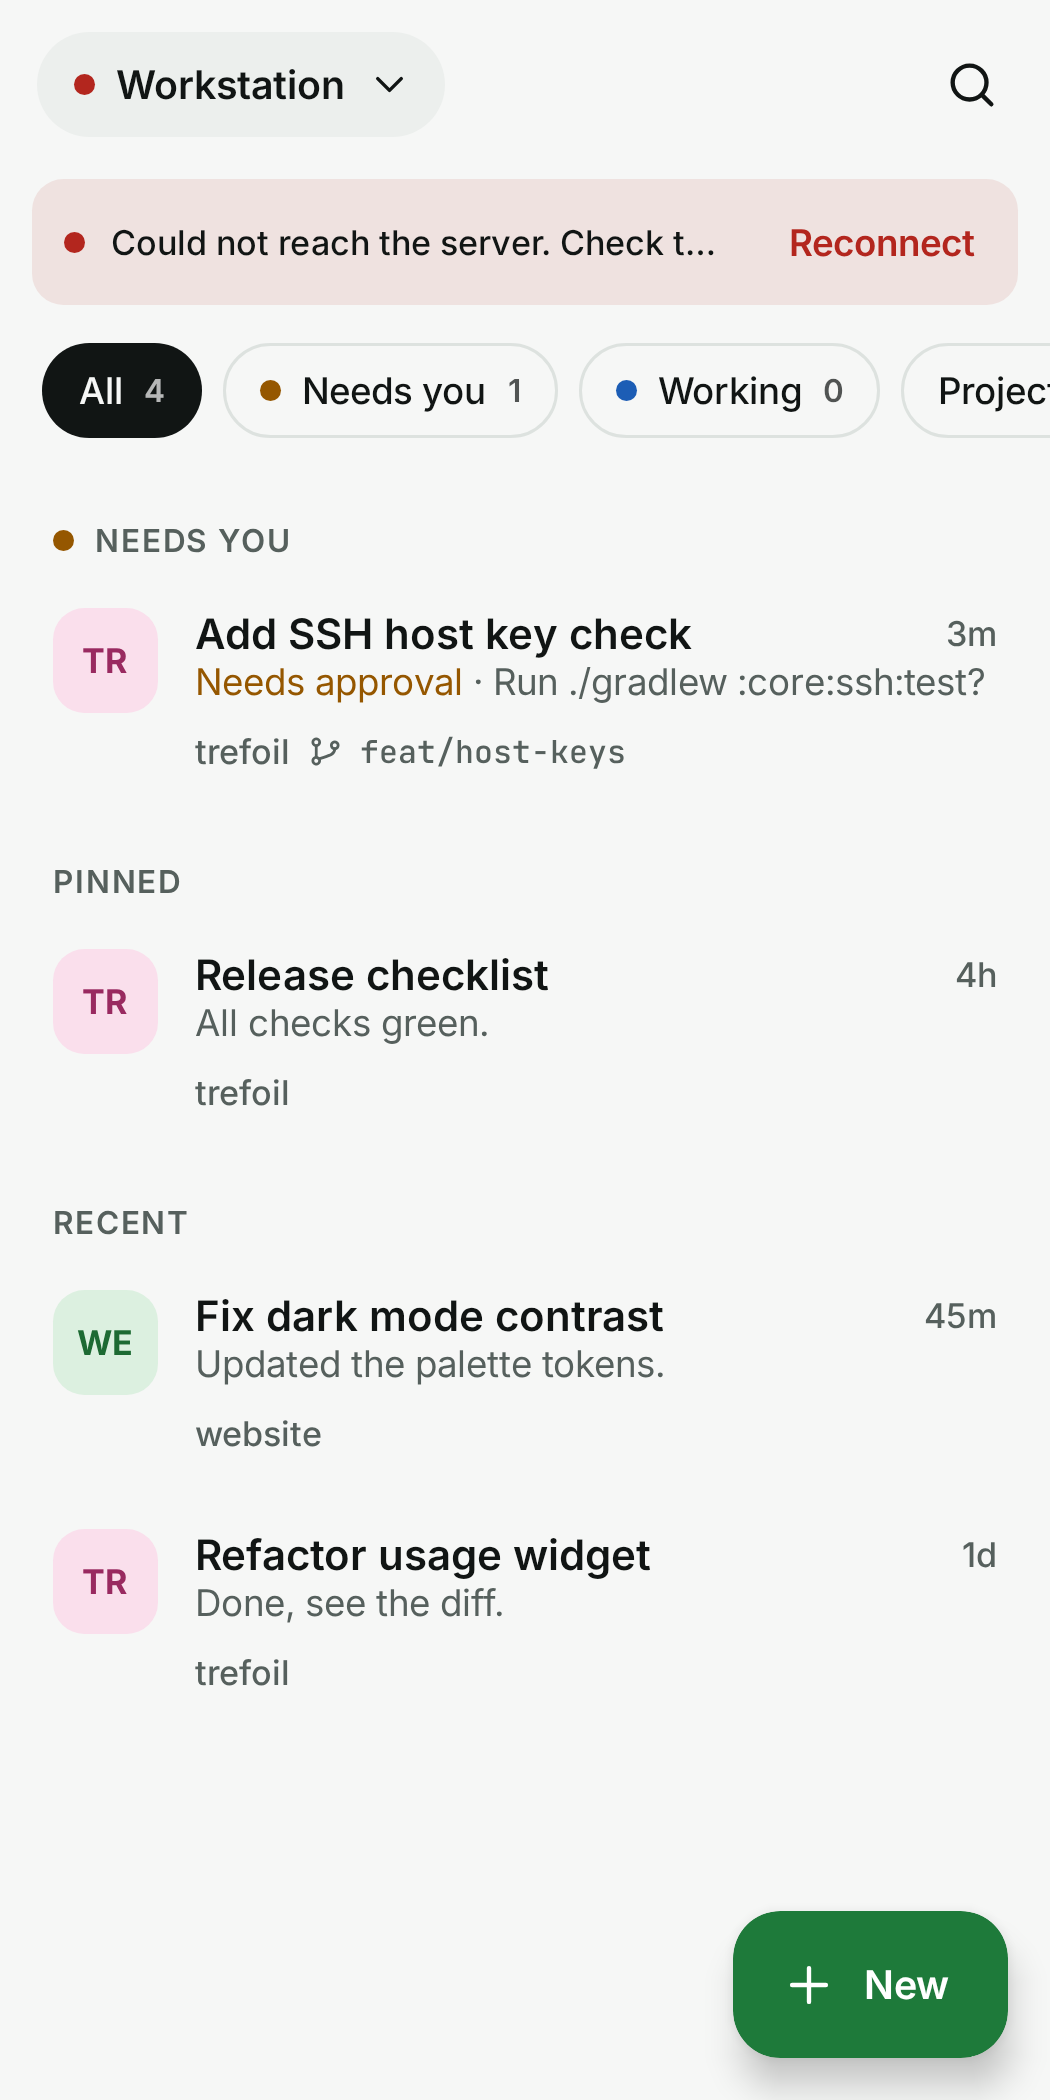 Workstation
Could not reach the server. Check t... Reconnect
All 4 Needs you 1 Working 0 Project
NEEDS YOU
TR Add SSH host key check 3m
Needs approval · Run ./gradlew :core:ssh:test?
trefoil feat/host-keys
PINNED
TR Release checklist 4h
All checks green.
trefoil
RECENT
WE Fix dark mode contrast 45m
Updated the palette tokens.
website
TR Refactor usage widget 1d
Done, see the diff.
trefoil
New